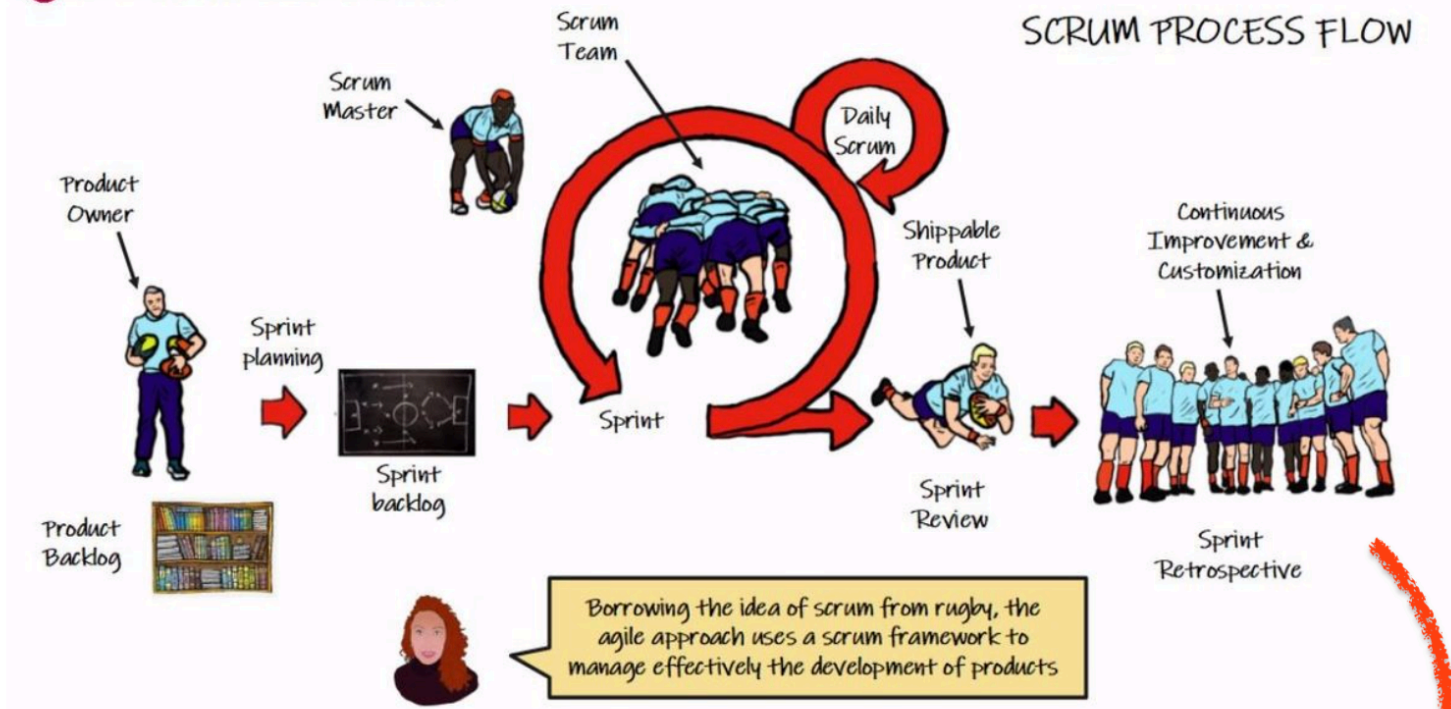 SCRUM PROCESS FLOW
Scrum
Team
Scrum
Master
Daily
Scrum
Product
Owner
Shippable
Product
Continuous
Improvement &
Customization
Sprint
planning
Sprint
Sprint
backlog
Sprint
Review
Product
Backlog
Sprint
Retrospective
Borrowing the idea of scrum from rugby, the
agile approach uses a scrum framework to
manage effectively the development of products